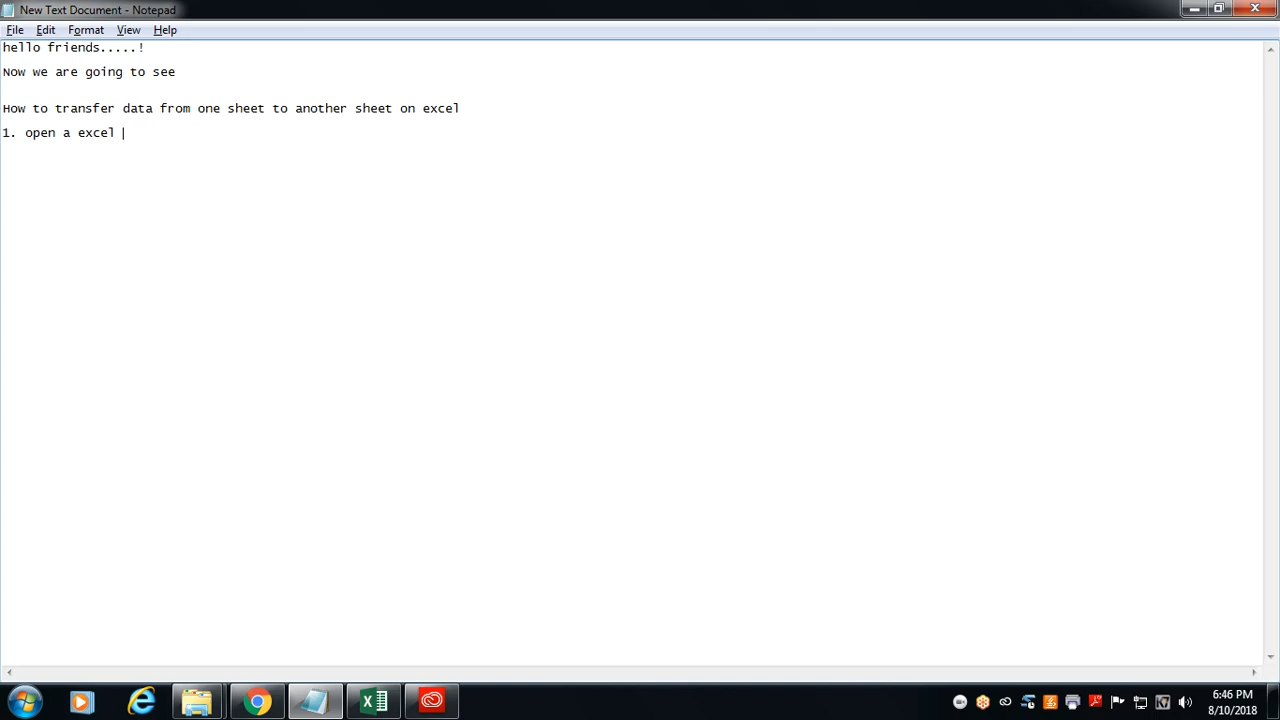 New Text Document - Notepad
File Edit Format View Help
hello friends.....!
Now we are going to see
How to transfer data from one sheet to another sheet on excel
1. open a excel
6:46 PM
8/10/2018